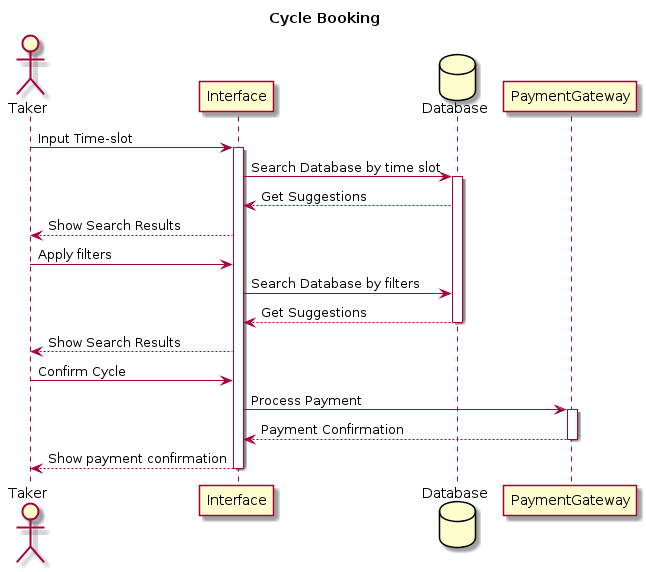 Cycle Booking
Taker
Interface
Database
PaymentGateway
Input Time-slot
Search Database by time slot
Get Suggestions
Show Search Results
Apply filters
Search Database by filters
Get Suggestions
Show Search Results
Confirm Cycle
Process Payment
Payment Confirmation
Show payment confirmation
Taker
Interface
Database
PaymentGateway